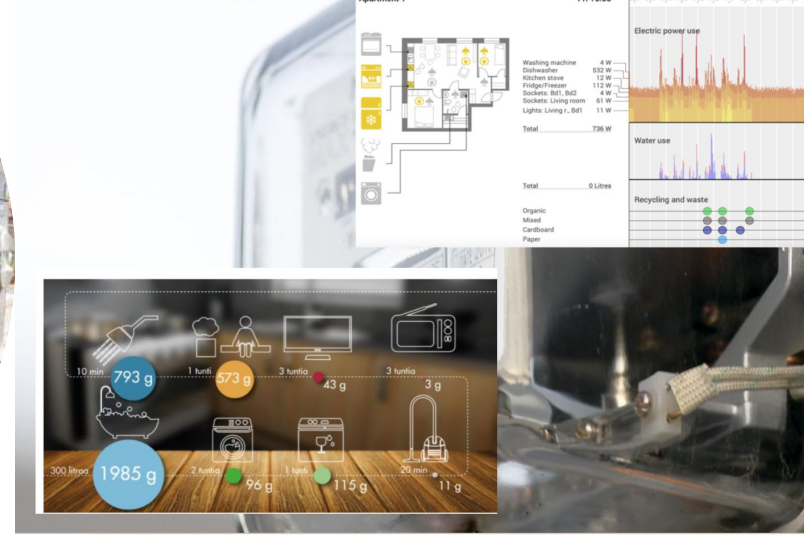 Electric power use
Washing machine 4 W
Dishwasher 532 W
Kitchen stove 12 W
Fridge/Freezer 112 W
Sockets: Bd1, Bd2 4 W
Sockets: Living room 61 W
Lights: Living r., Bd1 11 W
Total 736 W
Water use
Total 0 Litres
Recycling and waste
Organic
Mixed
Cardboard
Paper
10 min 793 g
1 tunti 573 g
3 tuntia 43 g
3 tuntia 3 g
300 litraa 1985 g
2 tuntia 96 g
1 tunti 115 g
20 min 11 g